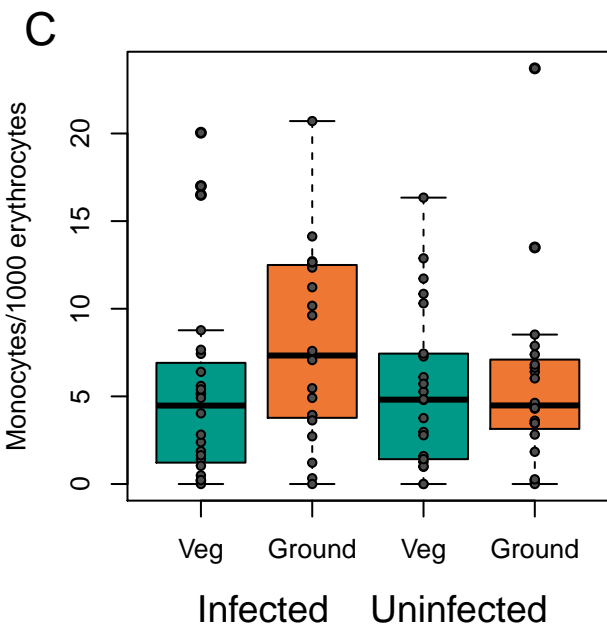 C
Monocytes/1000 erythrocytes
20
15
10
5
0
Veg Ground Veg Ground
Infected Uninfected